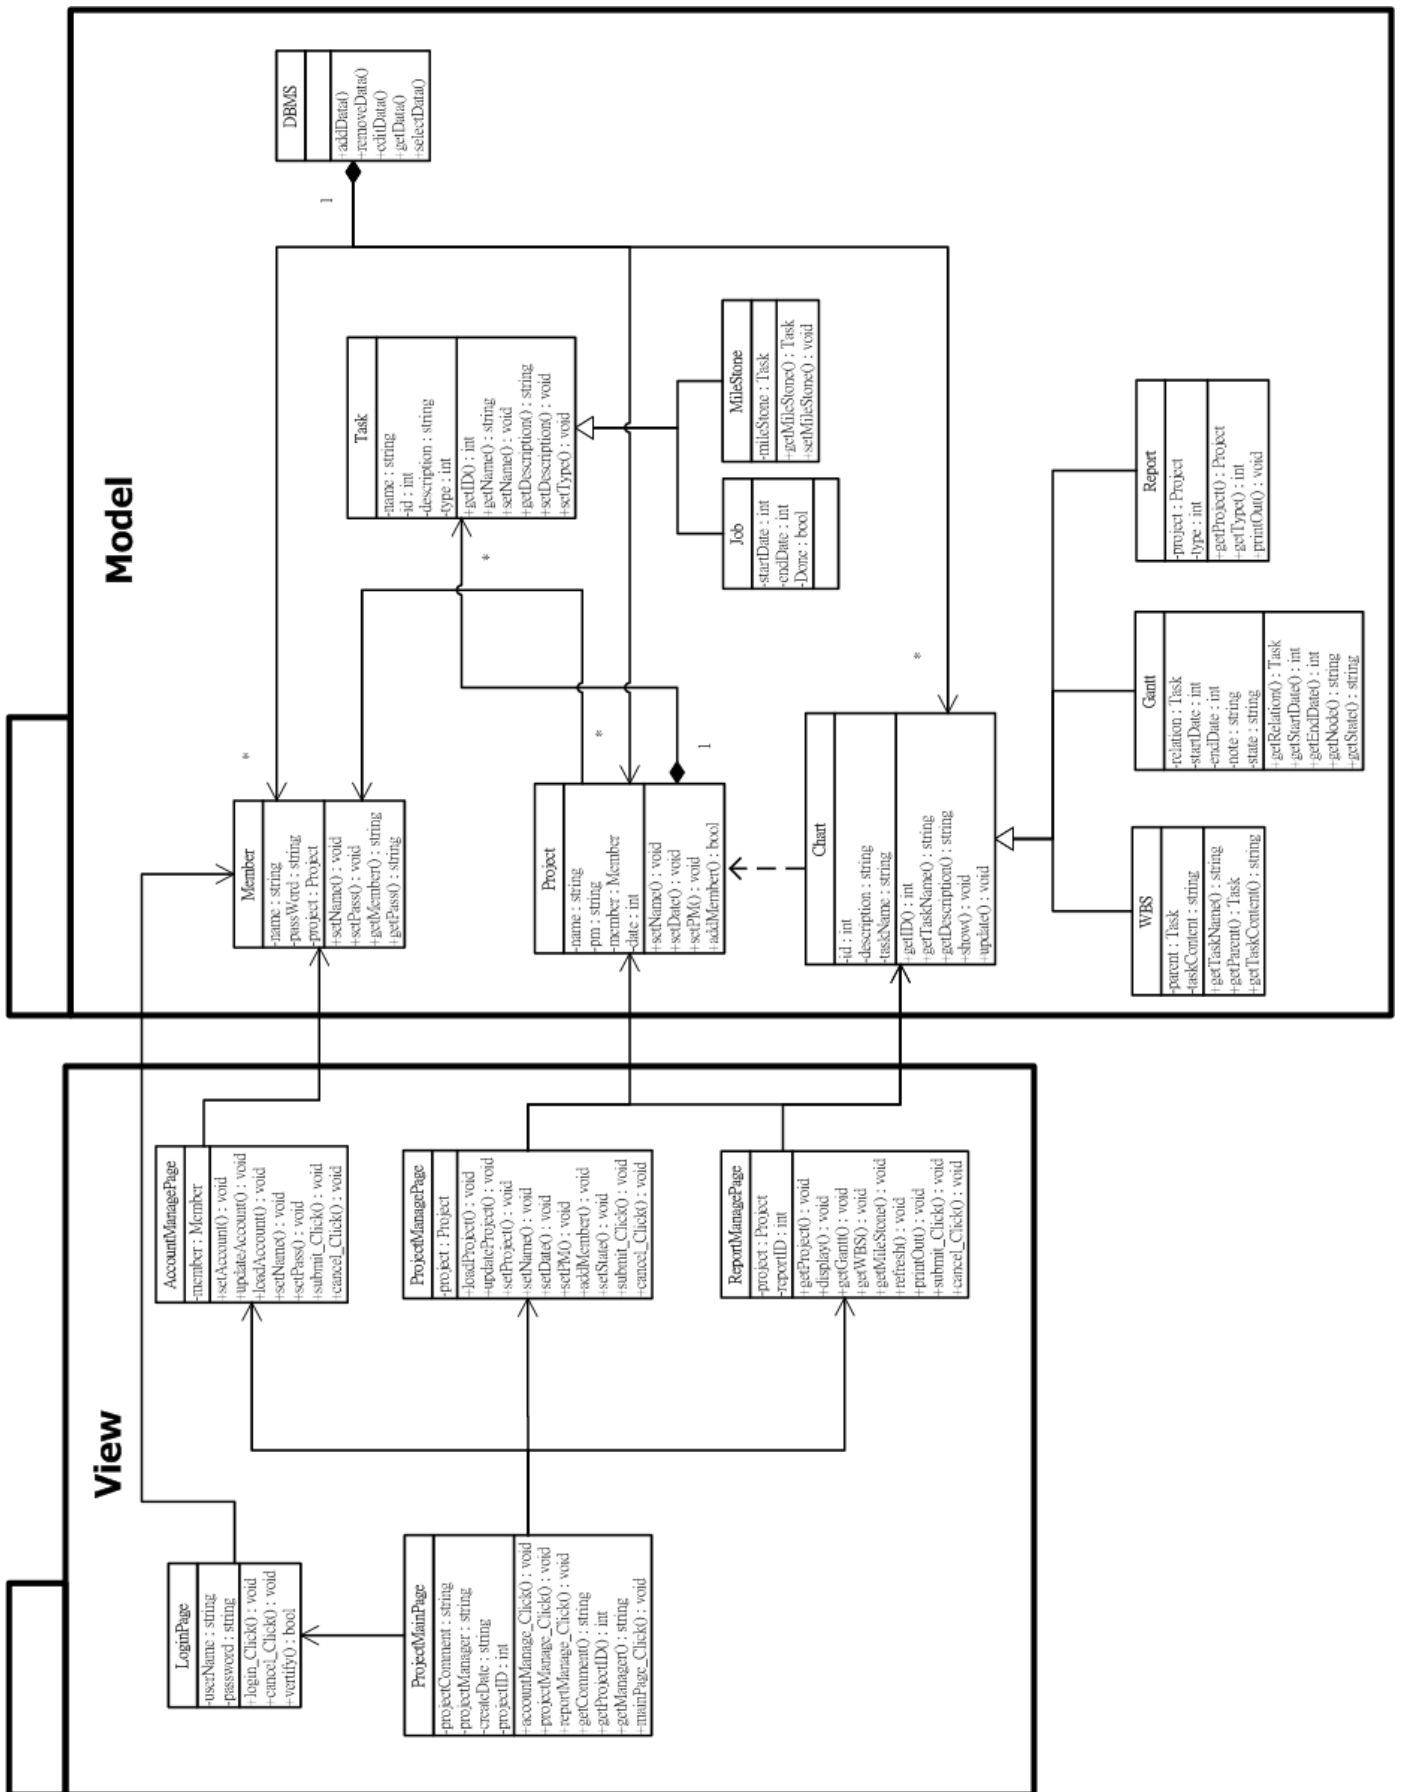 View
LoginPage
-userName : string
-password : string
+login_Click() : void
+cancel_Click() : void
+vertify() : bool
ProjectMainPage
-projectComment : string
-projectManager : string
-createDate : string
-projectID : int
+accountManage_Click() : void
+projectManage_Click() : void
+reportManage_Click() : void
+getComment() : string
+getProjectID() : int
+getManager() : string
+mainPage_Click() : void
AccountManagePage
-member : Member
+setAccount() : void
+updateAccount() : void
+loadAccount() : void
+setName() : void
+setPass() : void
+submit_Click() : void
+cancel_Click() : void
ProjectManagePage
-project : Project
+loadProject() : void
+updateProject() : void
+setProject() : void
+setName() : void
+setDate() : void
+setPM() : void
+addMember() : void
+setState() : void
+submit_Click() : void
+cancel_Click() : void
ReportManagePage
-project : Project
-reportID : int
+getProject() : void
+display() : void
+getGantt() : void
+getWBS() : void
+getMileStone() : void
+refresh() : void
+printOut() : void
+submit_Click() : void
+cancel_Click() : void
Model
DBMS
+addData()
+removeData()
+editData()
+getData()
+selectData()
1
*
*
*
Member
-name : string
-passWord : string
-project : Project
+setName() : void
+setPass() : void
+getMember() : string
+getPass() : string
Task
-name : string
-id : int
-description : string
-type : int
+getID() : int
+getName() : string
+setName() : void
+getDescription() : string
+setDescription() : void
+setType() : void
*
1
Project
-name : string
-pm : string
-member : Member
-date : int
+setName() : void
+setDate() : void
+setPM() : void
+addMember() : bool
Job
-startDate : int
-endDate : int
-Done : bool
MileStone
-mileStone : Task
+getMileStone() : Task
+setMileStone() : void
Chart
-id : int
-description : string
-taskName : string
+getID() : int
+getTaskName() : string
+getDescription() : string
+show() : void
+update() : void
WBS
-parent : Task
-taskContent : string
+getTaskName() : string
+getParent() : Task
+getTaskContent() : string
Gantt
-relation : Task
-startDate : int
-endDate : int
-note : string
-state : string
+getRelation() : Task
+getStartDate() : int
+getEndDate() : int
+getNode() : string
+getState() : string
Report
-project : Project
-type : int
+getProject() : Project
+getType() : int
+printOut() : void